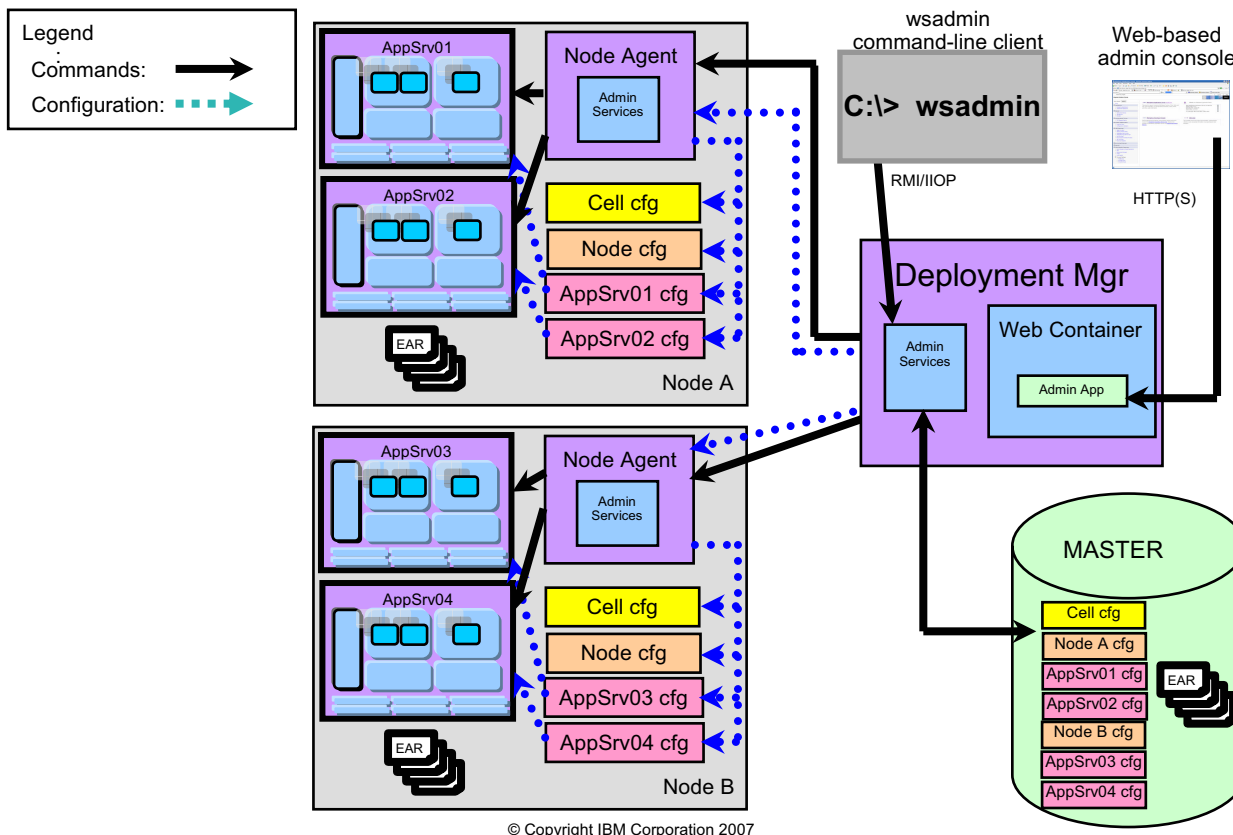 Legend
:
Commands:
Configuration:
AppSrv01
Node Agent
Admin
Services
AppSrv02
Cell cfg
Node cfg
AppSrv01 cfg
AppSrv02 cfg
EAR
Node A
AppSrv03
Node Agent
Admin
Services
AppSrv04
Cell cfg
Node cfg
AppSrv03 cfg
AppSrv04 cfg
EAR
Node B
wsadmin
command-line client
C:\> wsadmin
RMI/IIOP
Web-based
admin console
HTTP(S)
Deployment Mgr
Admin
Services
Web Container
Admin App
MASTER
Cell cfg
Node A cfg
AppSrv01 cfg
AppSrv02 cfg
Node B cfg
AppSrv03 cfg
AppSrv04 cfg
EAR
© Copyright IBM Corporation 2007